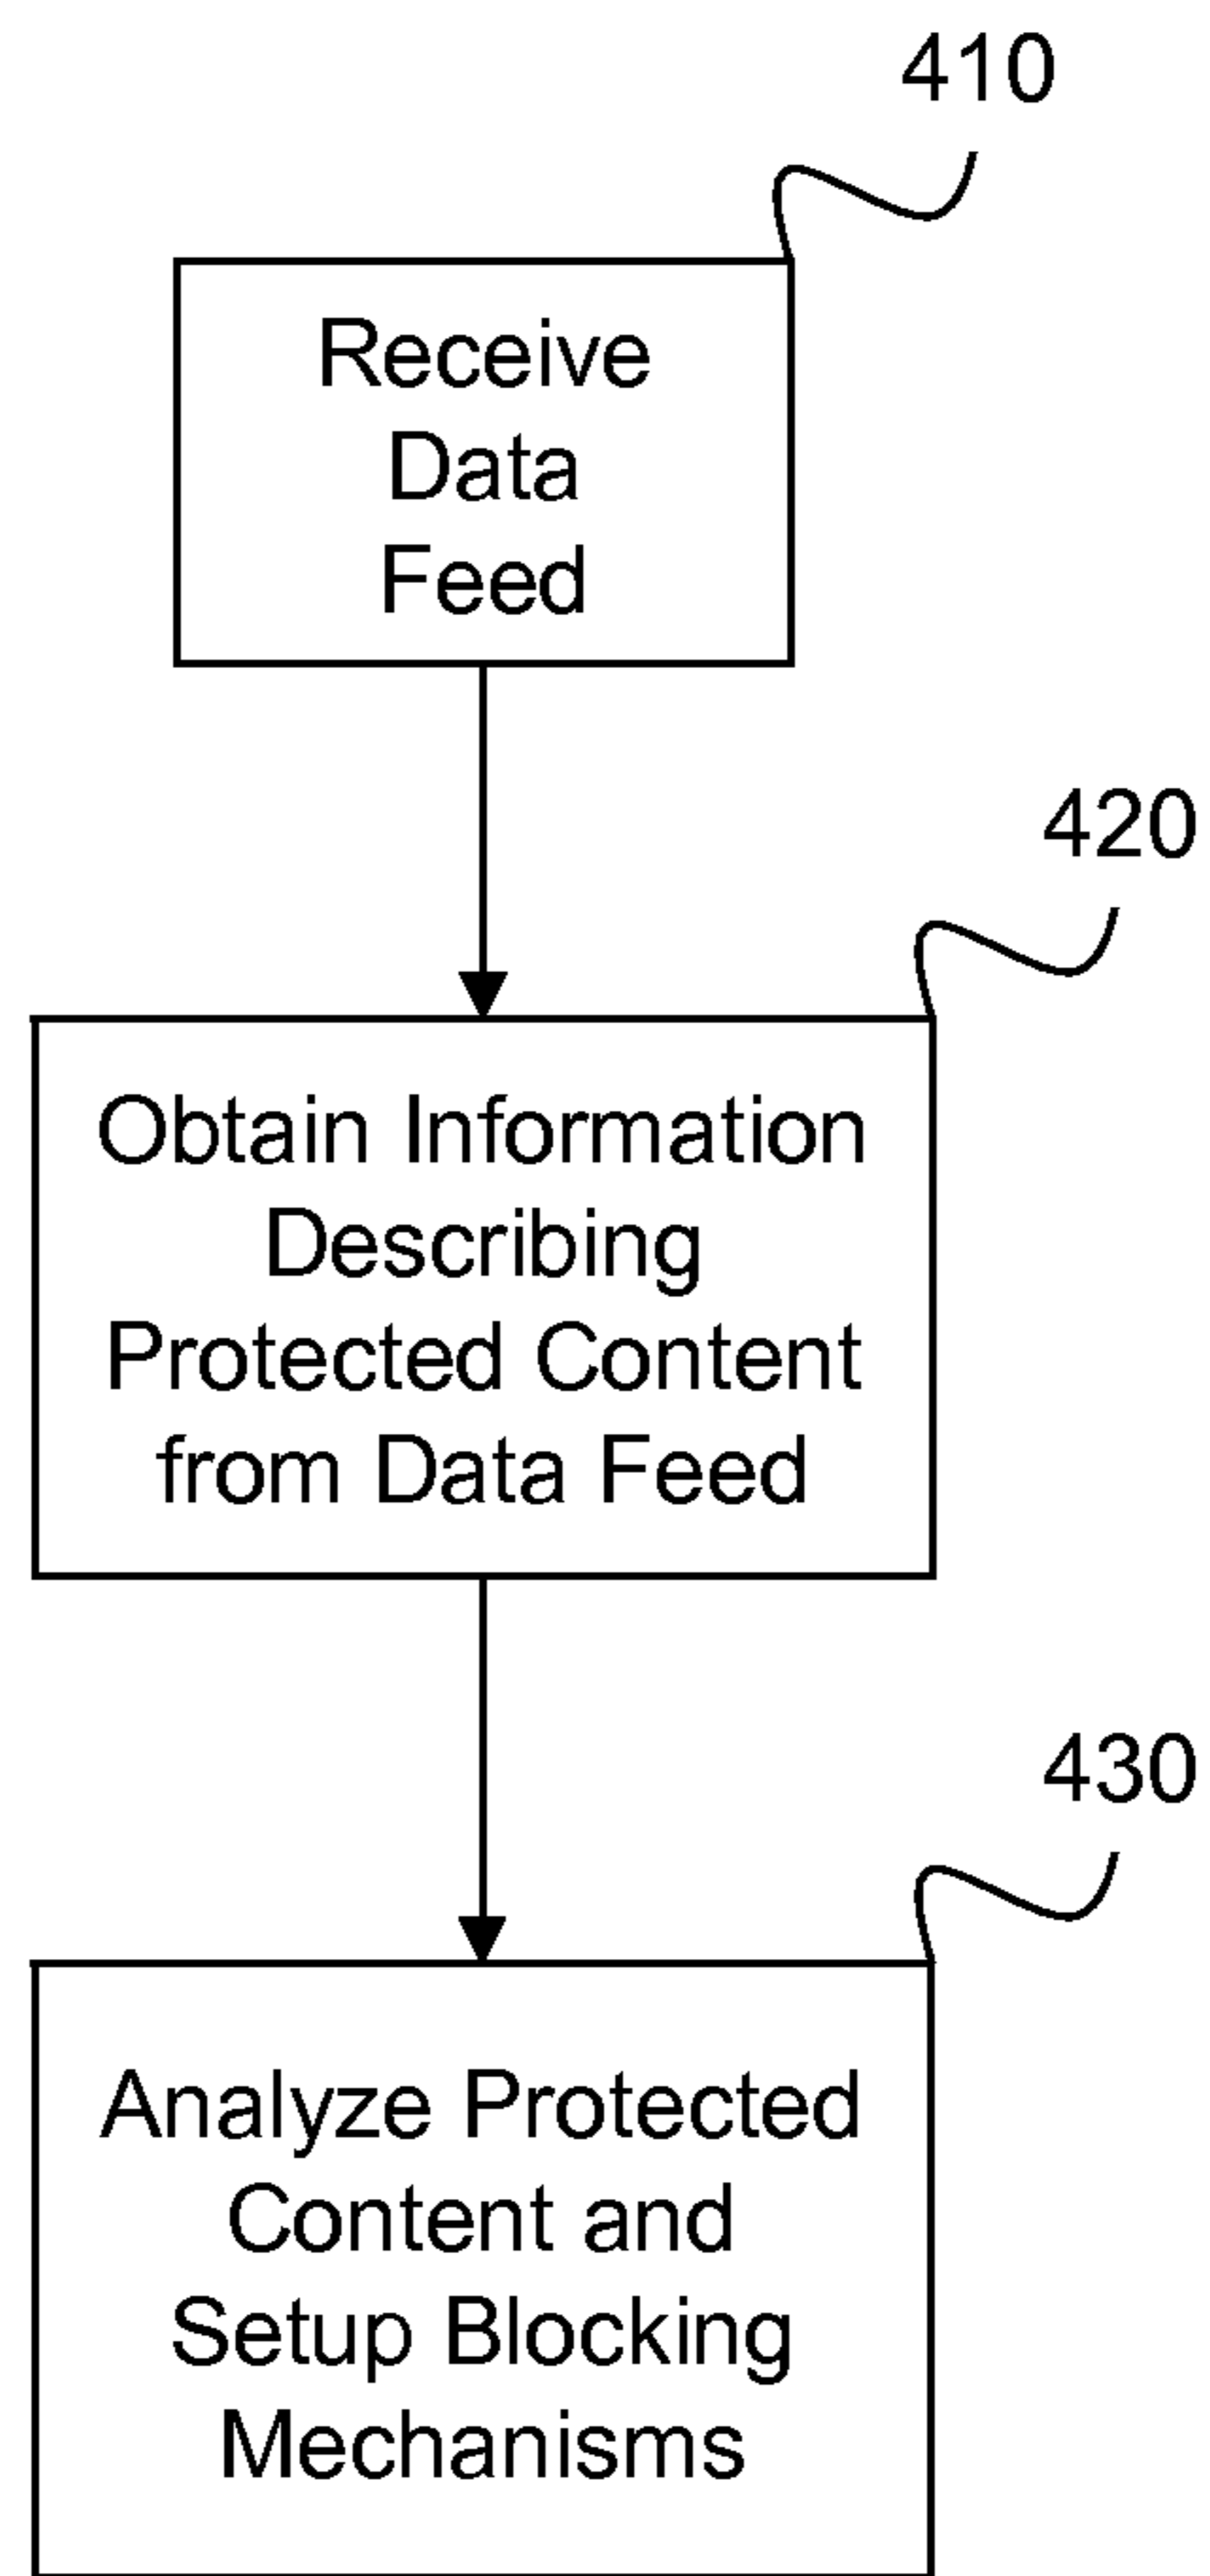 410
Receive
Data
Feed
420
Obtain Information
Describing
Protected Content
from Data Feed
430
Analyze Protected
Content and
Setup Blocking
Mechanisms